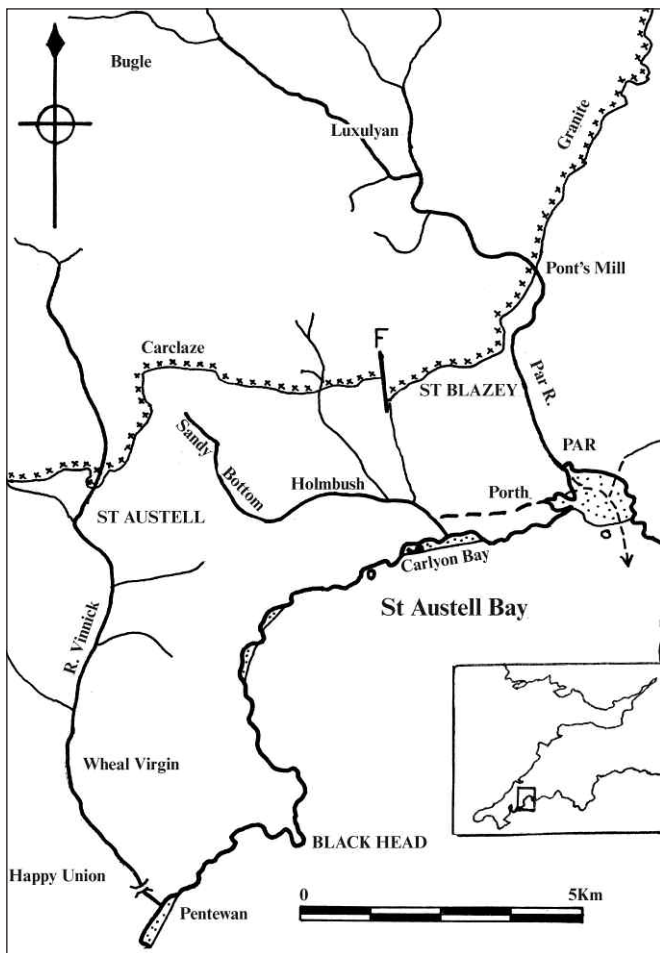 Bugle
Luxulyan
Granite
Pont's Mill
Carclaze
F
ST BLAZEY
Par R.
Sandy
Bottom
Holmbush
PAR
Porth
ST AUSTELL
Carlyon Bay
St Austell Bay
R. Vinnick
Wheal Virgin
BLACK HEAD
Happy Union
Pentewan
0
5Km